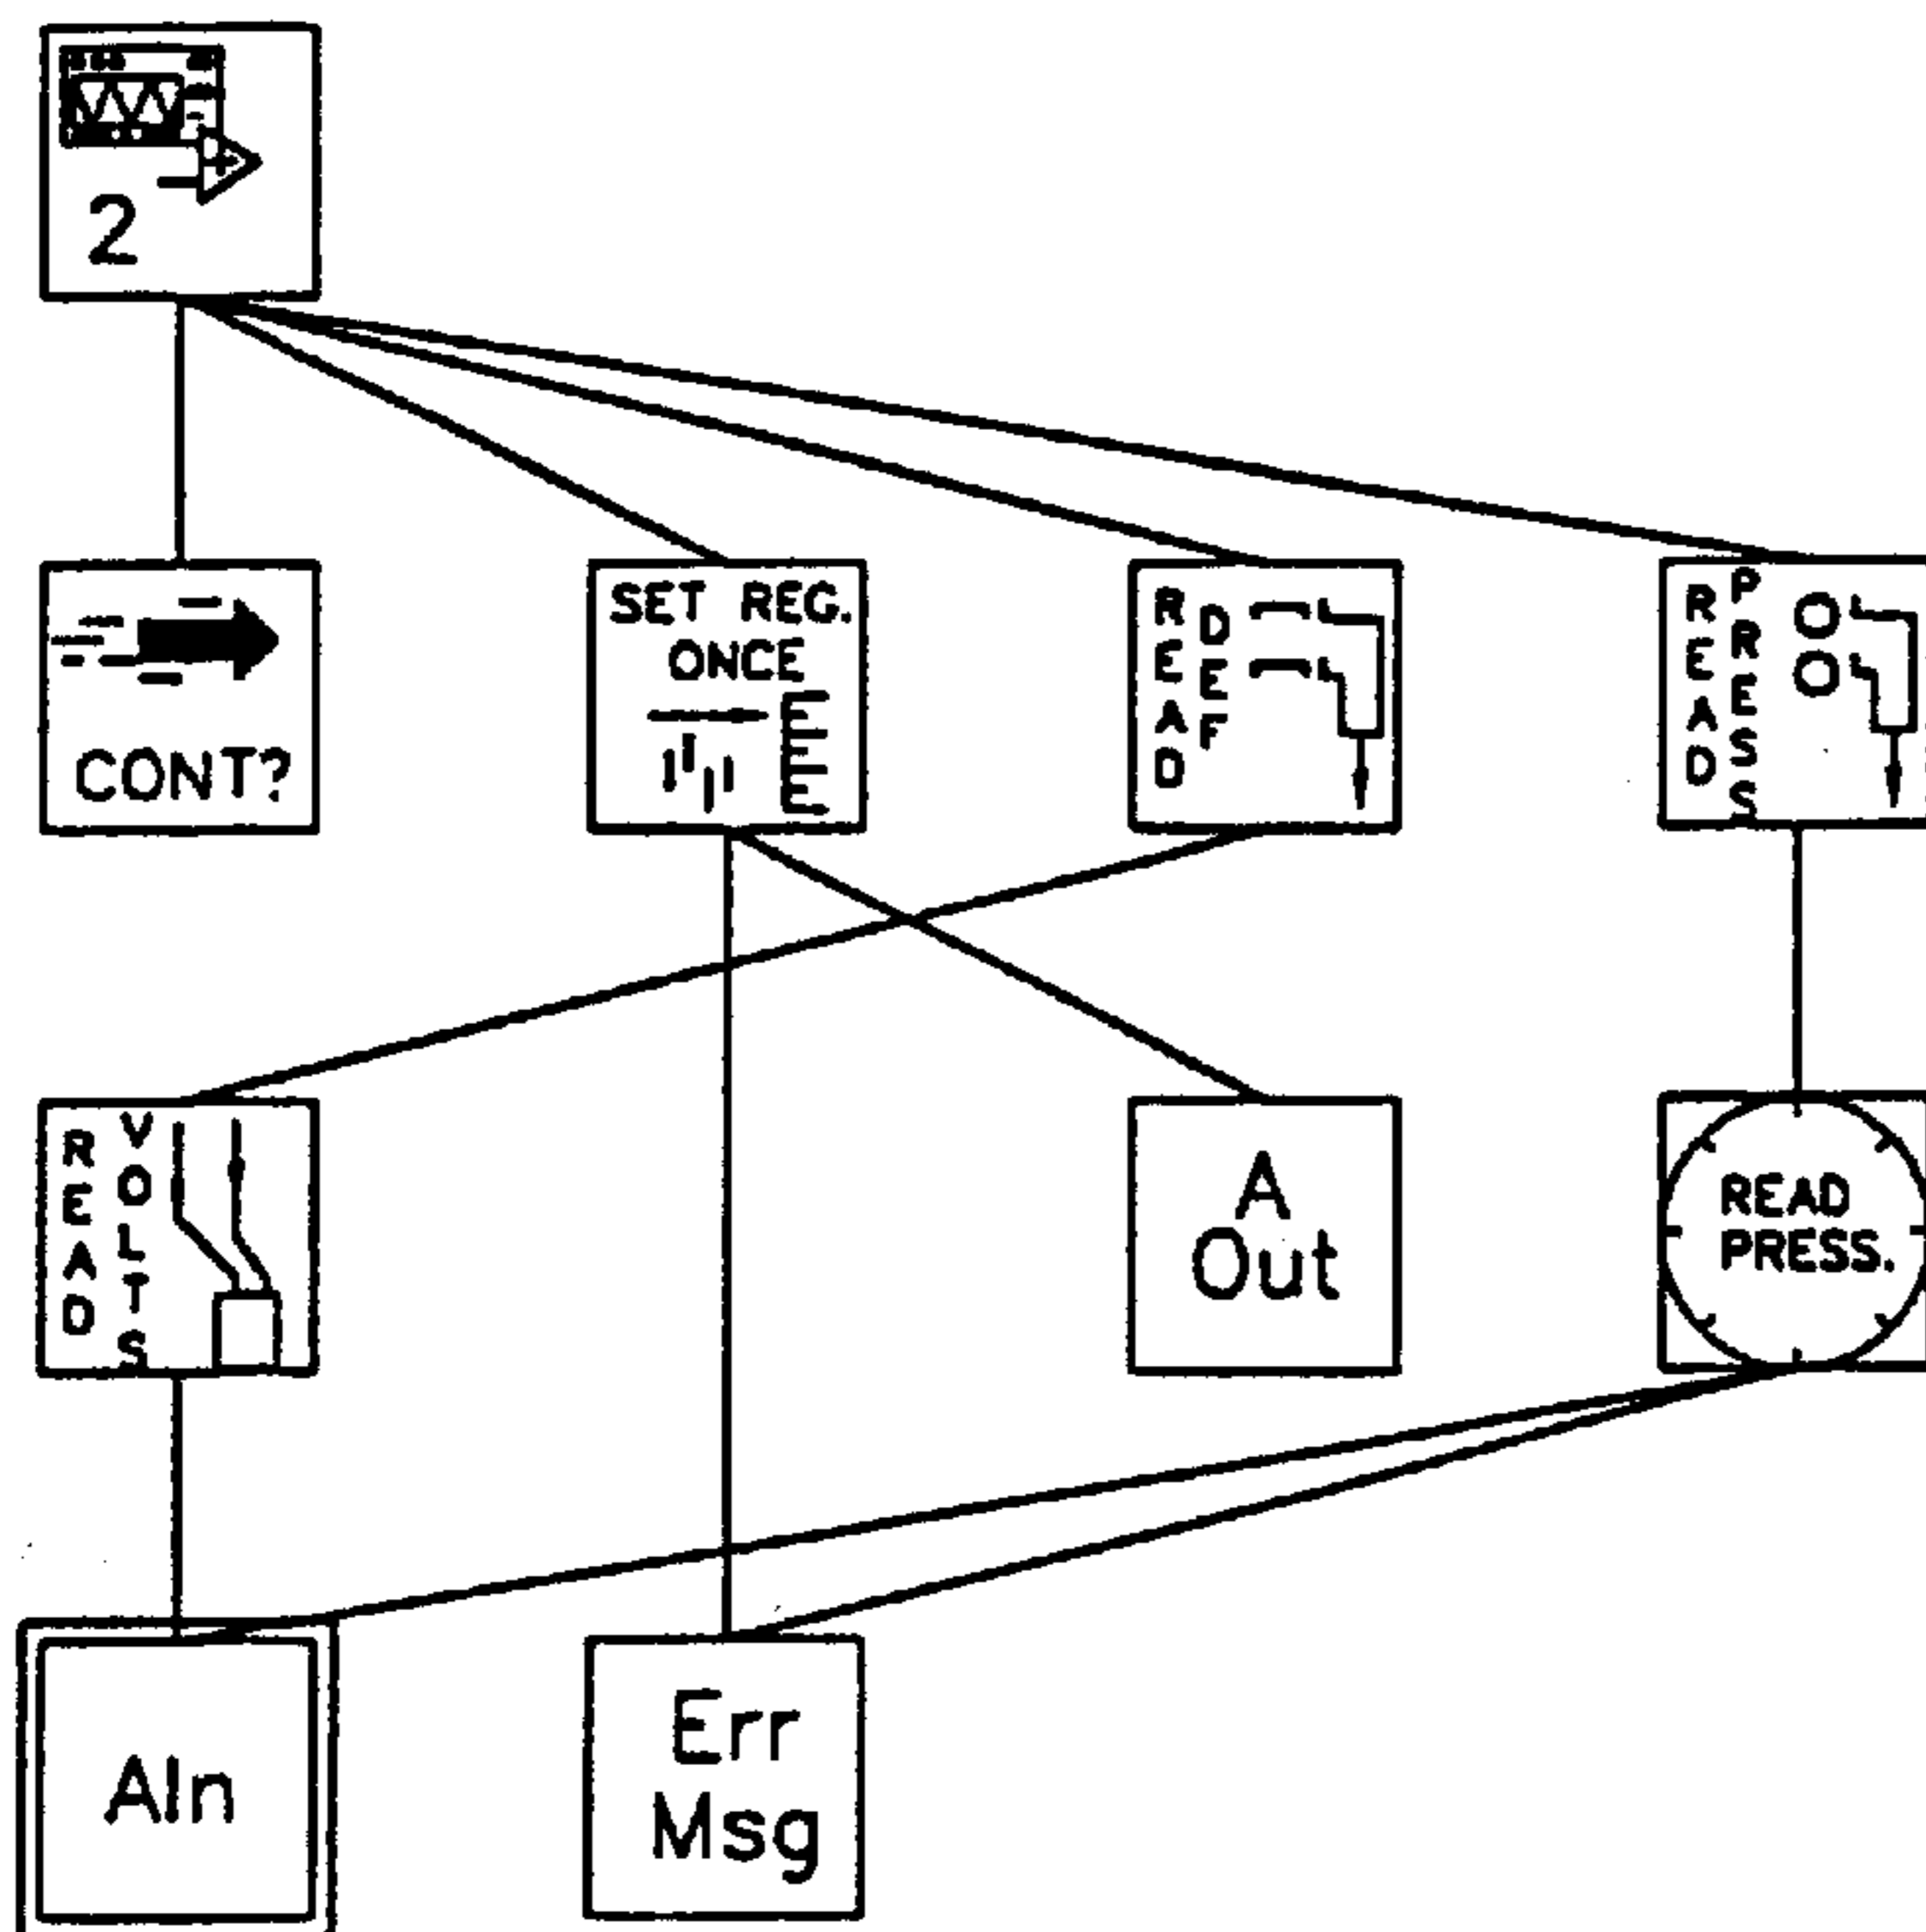 2
CONT?
SET REG.
ONCE
READ DEF
READ PRESS
READ VOLTS
A
Out
READ
PRESS.
AIn
Err
Msg